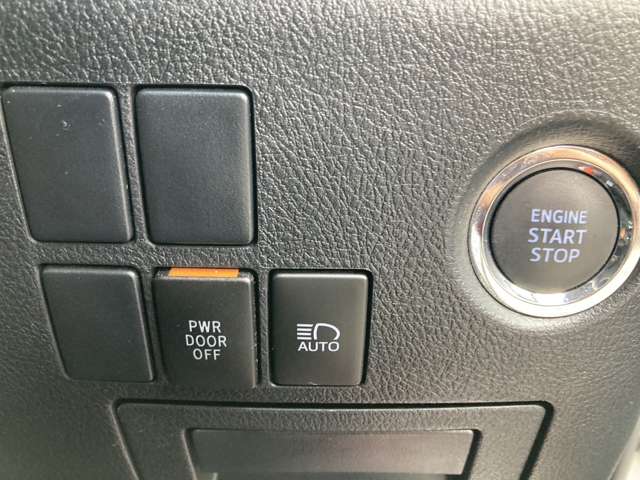 ENGINE
START
STOP
PWR
DOOR
OFF
AUTO